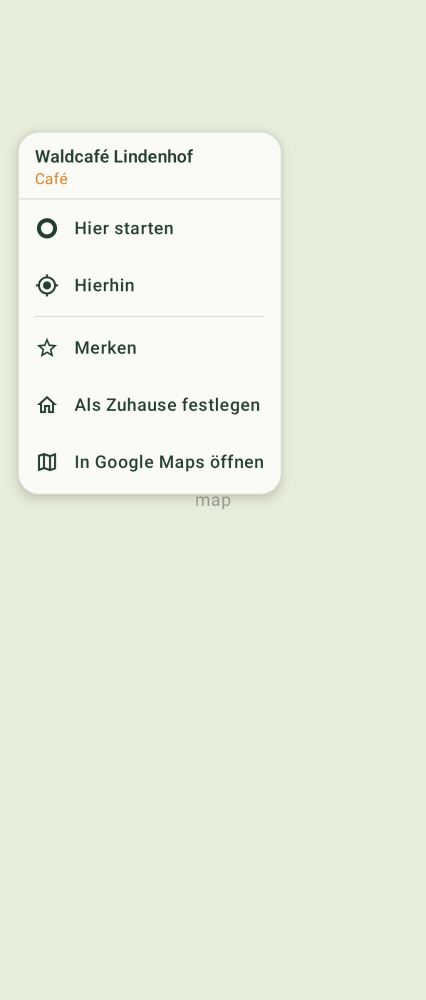 Waldcafé Lindenhof
Café
Hier starten
Hierhin
Merken
Als Zuhause festlegen
In Google Maps öffnen
map